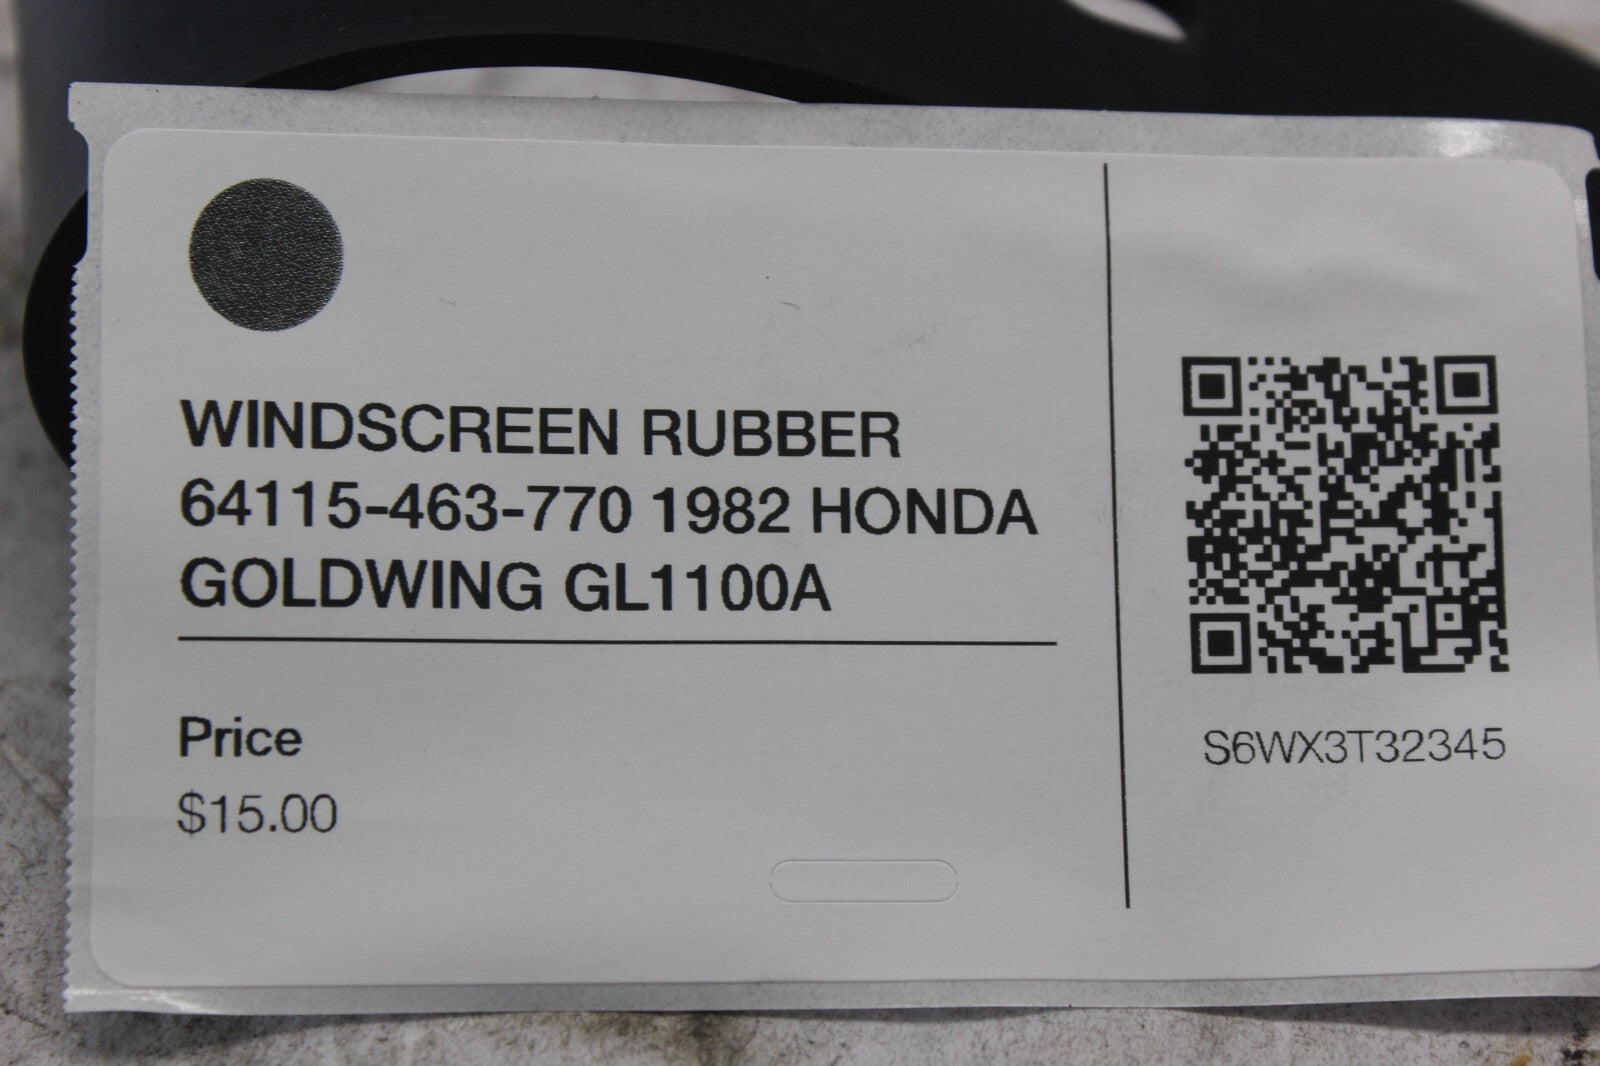 WINDSCREEN RUBBER
64115-463-770 1982 HONDA
GOLDWING GL1100A
Price
$15.00
S6WX3T32345